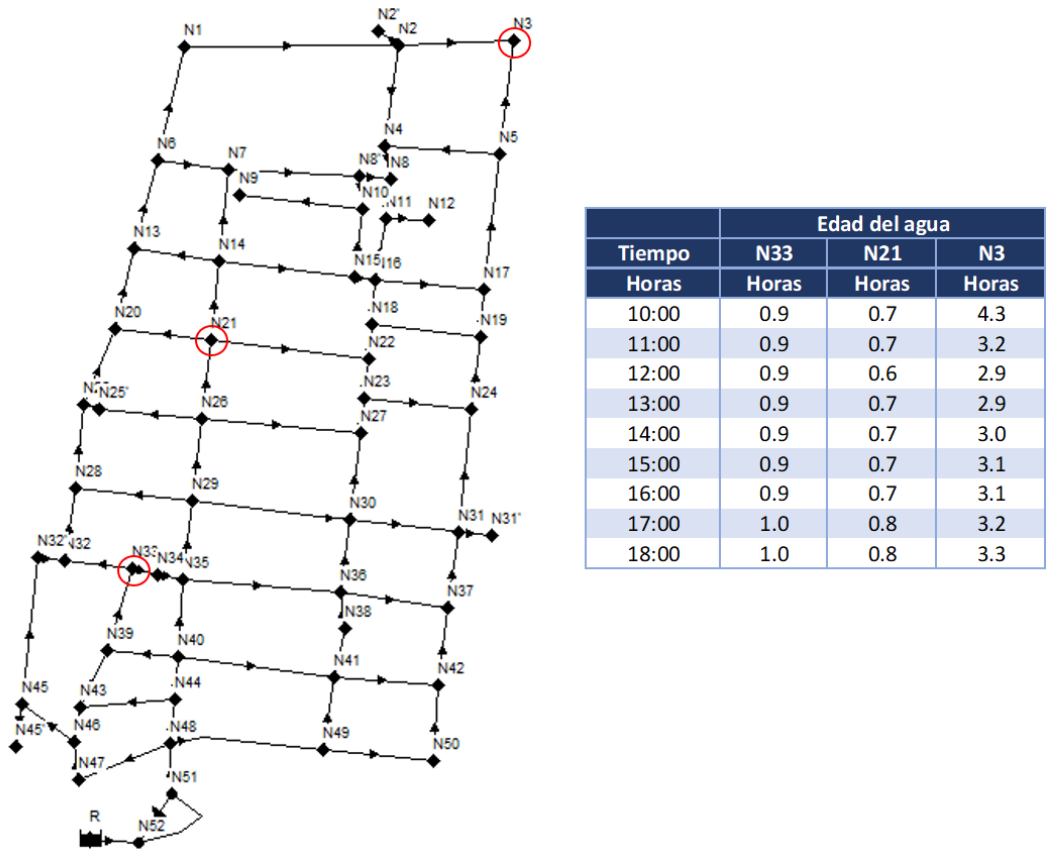 N2'
N1
N2
N3
N4
N5
N6
N7
N8'
N8
N9
N10
N11
N12
N13
N14
N15
N17
N18
N19
N20
N21
N22
N23
N24
N25'
N26
N27
N28
N29
N30
N31
N31'
N32'
N32
N33
N34
N35
N36
N37
N38
N39
N40
N41
N42
N43
N44
N45
N45'
N46
N47
N48
N49
N50
N51
N52
R
Edad del agua
Tiempo N33 N21 N3
Horas Horas Horas Horas
10:00 0.9 0.7 4.3
11:00 0.9 0.7 3.2
12:00 0.9 0.6 2.9
13:00 0.9 0.7 2.9
14:00 0.9 0.7 3.0
15:00 0.9 0.7 3.1
16:00 0.9 0.7 3.1
17:00 1.0 0.8 3.2
18:00 1.0 0.8 3.3